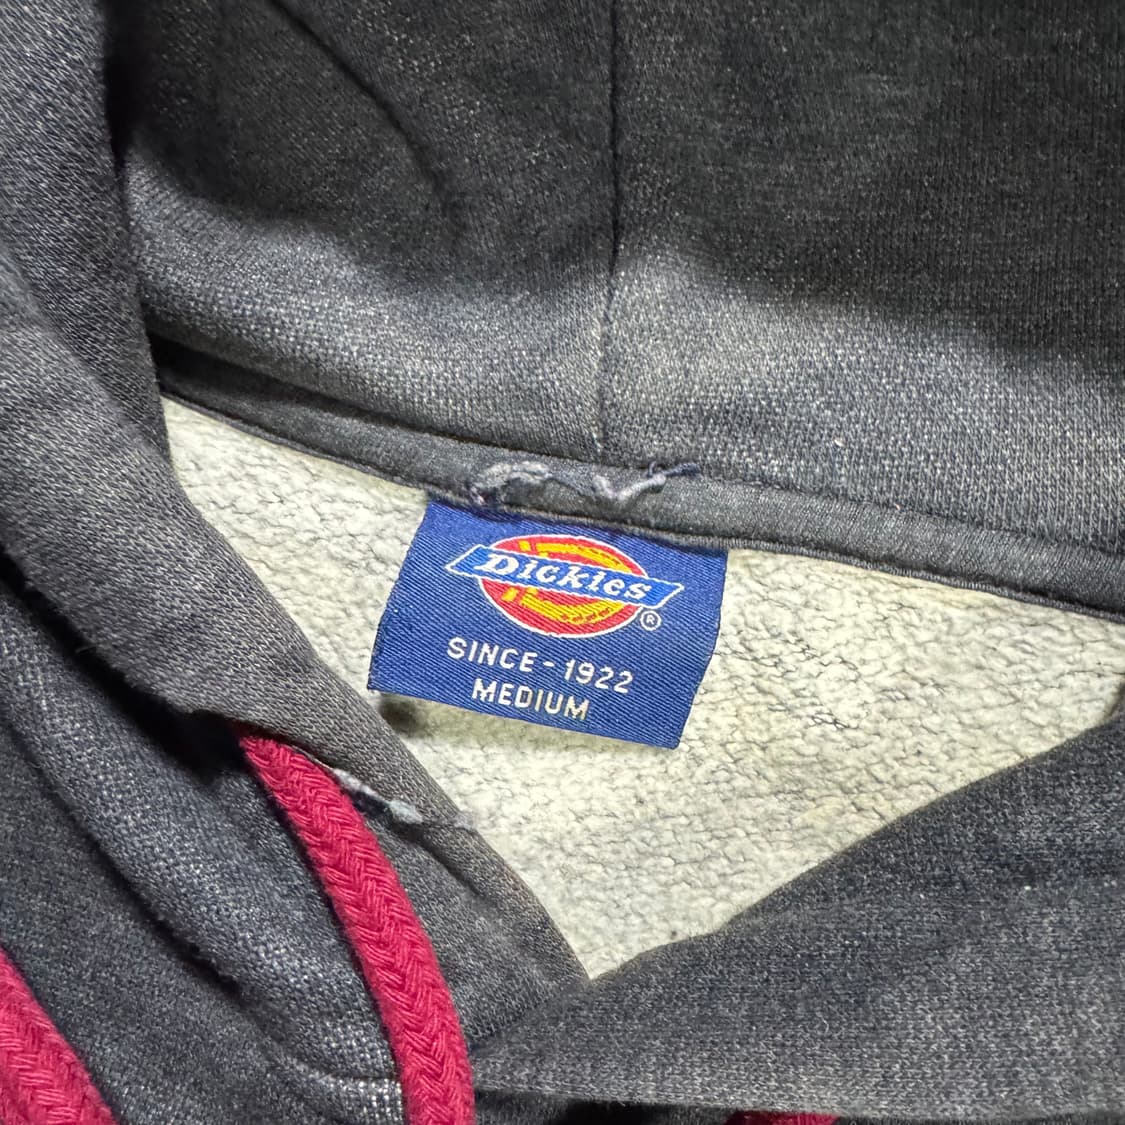 Dickies
®
SINCE - 1922
MEDIUM